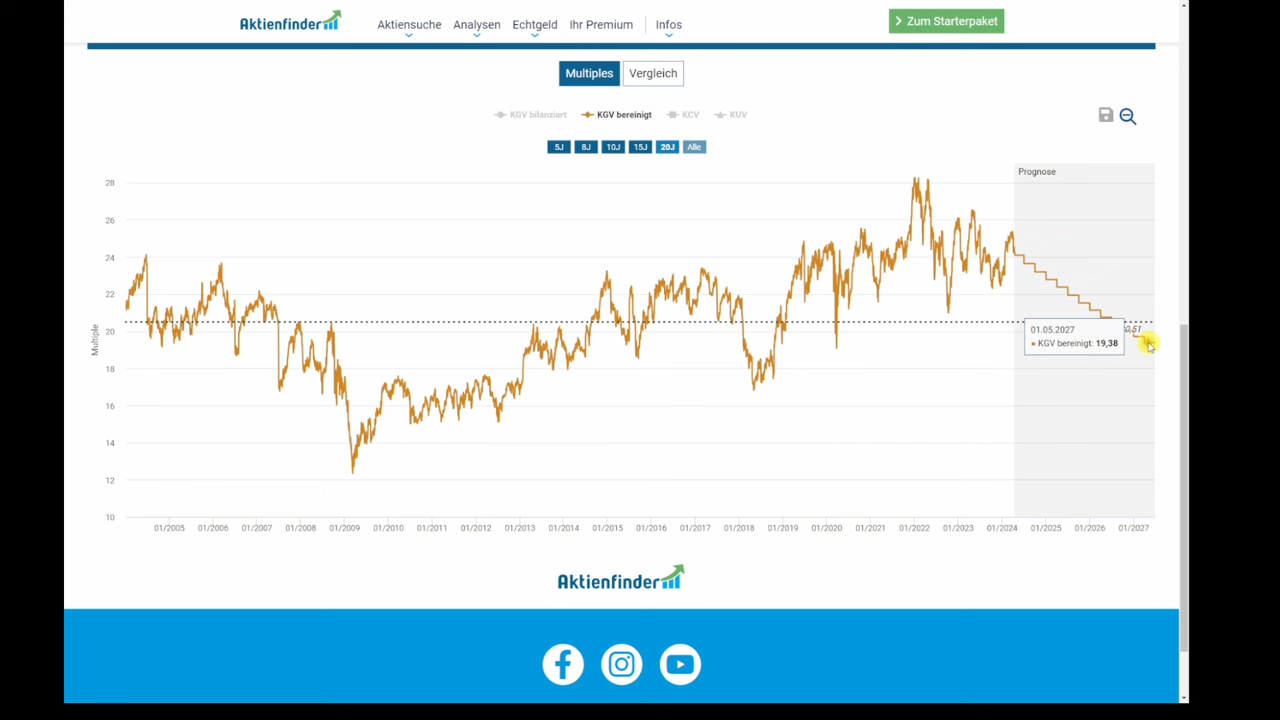 Aktienfinder
Aktiensuche Analysen Echtgeld Ihr Premium Infos
Zum Starterpaket
Multiples Vergleich
KGV bilanziert KGV bereinigt KCV KUV
5J 8J 10J 15J 20J Alle
Prognose
28
26
24
22
20
18
16
14
12
10
Multiple
01.05.2027
KGV bereinigt: 19,38
01/2005 01/2006 01/2007 01/2008 01/2009 01/2010 01/2011 01/2012 01/2013 01/2014 01/2015 01/2016 01/2017 01/2018 01/2019 01/2020 01/2021 01/2022 01/2023 01/2024 01/2025 01/2026 01/2027
Aktienfinder